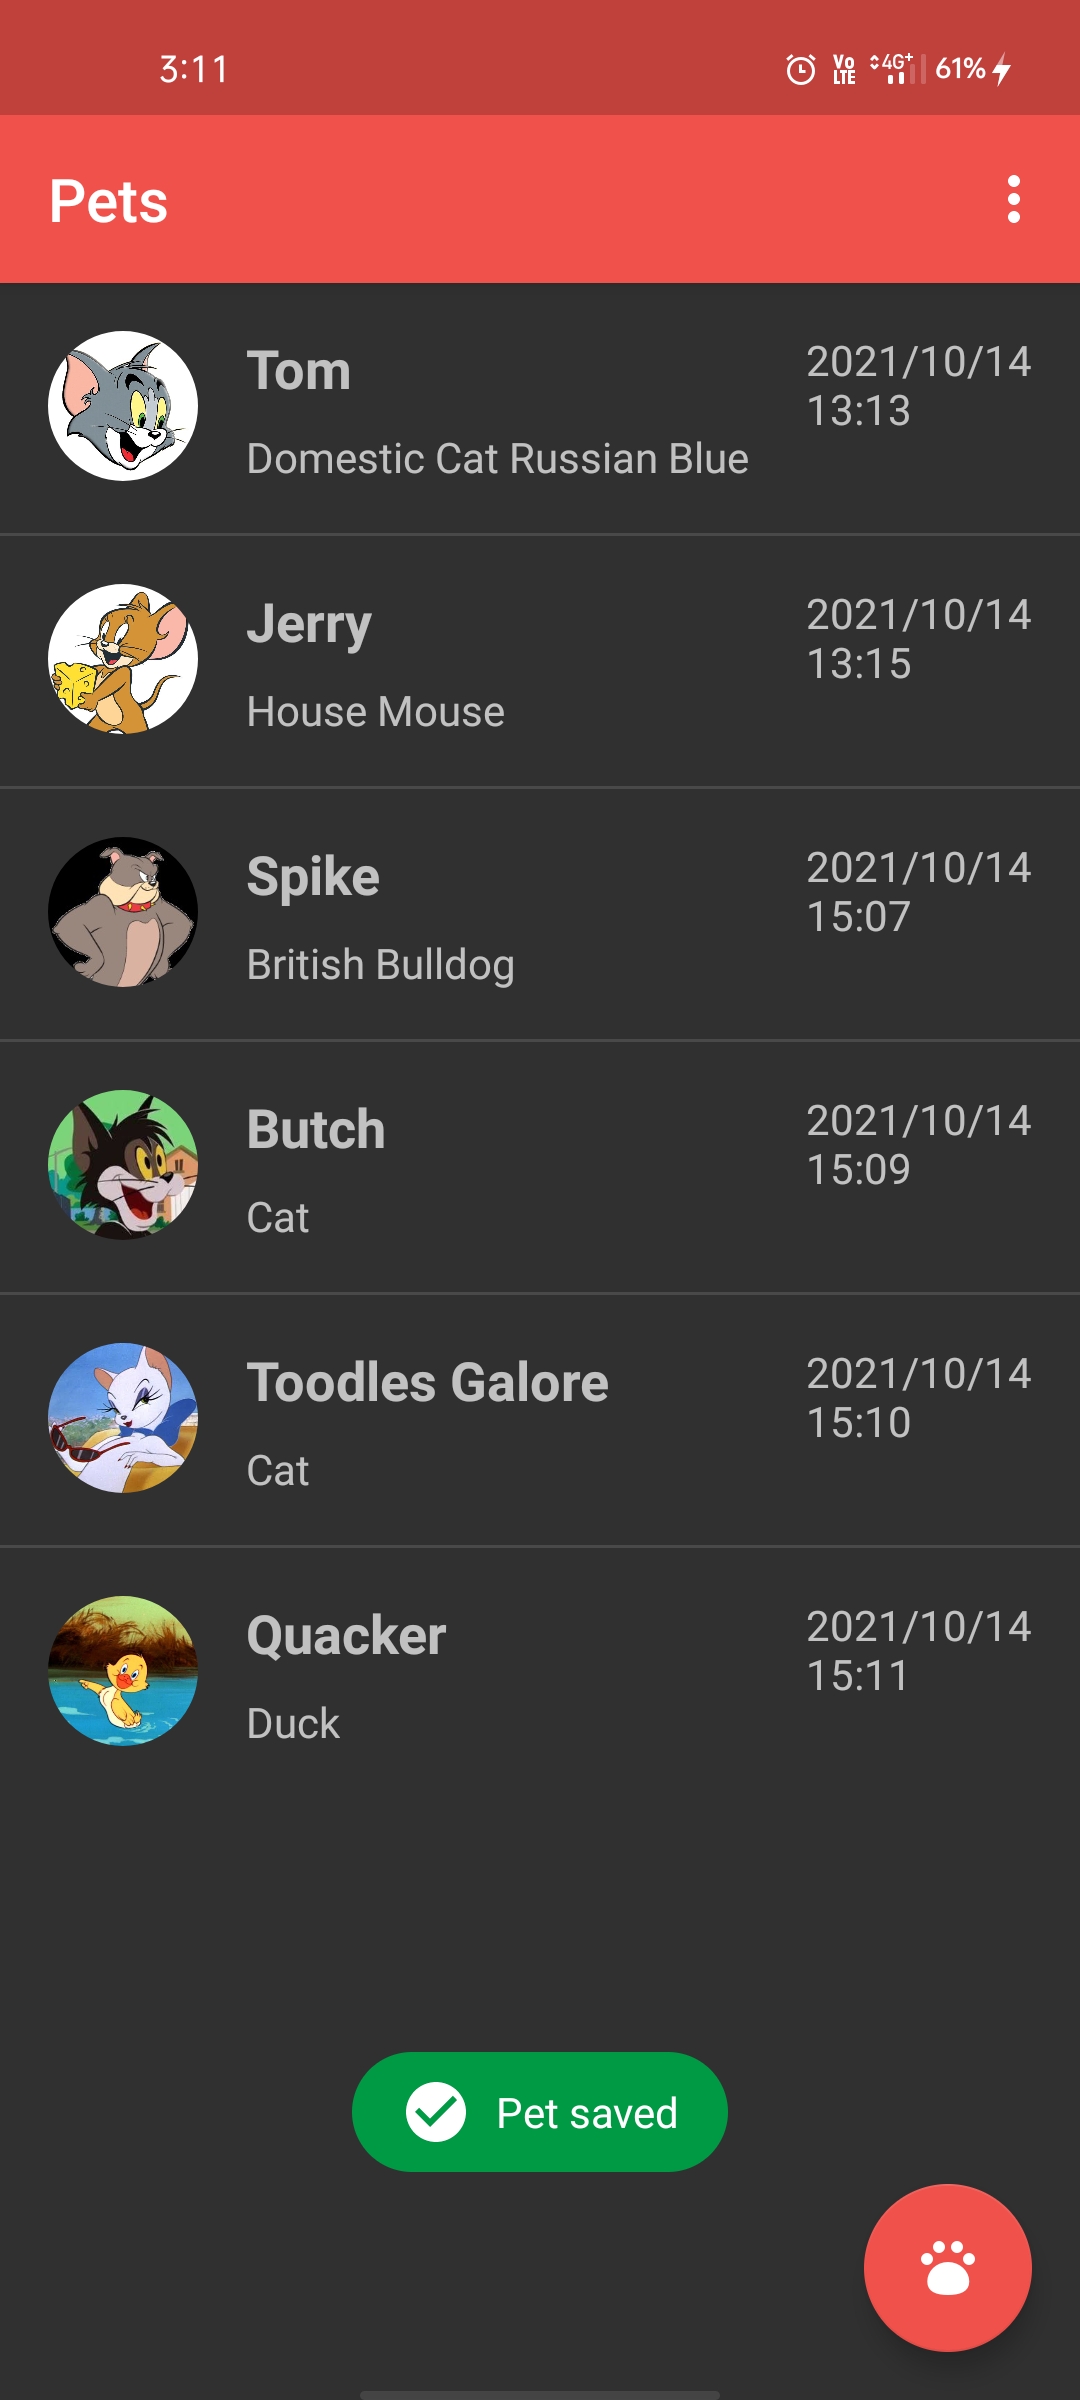 3:11 Vo LTE 4G+ 61%
Pets
Tom
2021/10/14
13:13
Domestic Cat Russian Blue
Jerry
2021/10/14
13:15
House Mouse
Spike
2021/10/14
15:07
British Bulldog
Butch
2021/10/14
15:09
Cat
Toodles Galore
2021/10/14
15:10
Cat
Quacker
2021/10/14
15:11
Duck
Pet saved